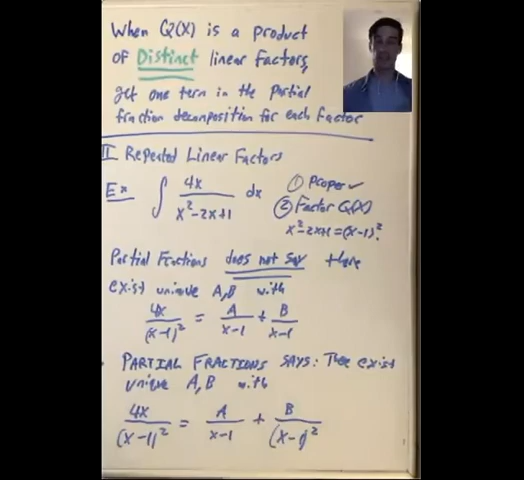 When Q(X) is a product
of Distinct linear Factors,
get one term in the Partial
fraction decomposition for each Factor
II Repeated Linear Factors
Ex ∫ 4x / (x²-2x+1) dx
① Proper ✓
② Factor Q(X)
x²-2x+1 = (x-1)².
Partial Fractions does not say there
exist unique A,B with
4x / (x-1)² = A / (x-1) + B / (x-1)
• PARTIAL FRACTIONS SAYS: There exist
unique A,B with
4x / (x-1)² = A / (x-1) + B / (x-1)²